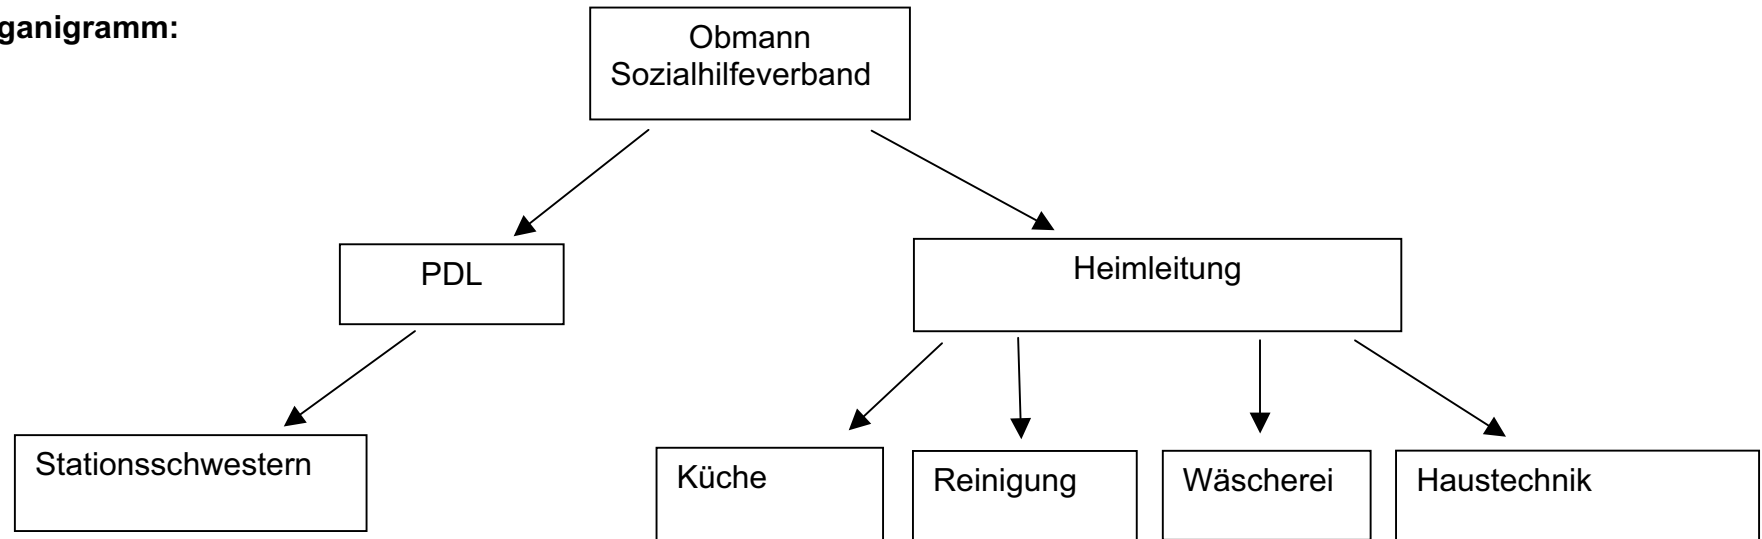 ganigramm:
Obmann
Sozialhilfeverband
PDL
Heimleitung
Stationsschwestern
Küche
Reinigung
Wäscherei
Haustechnik